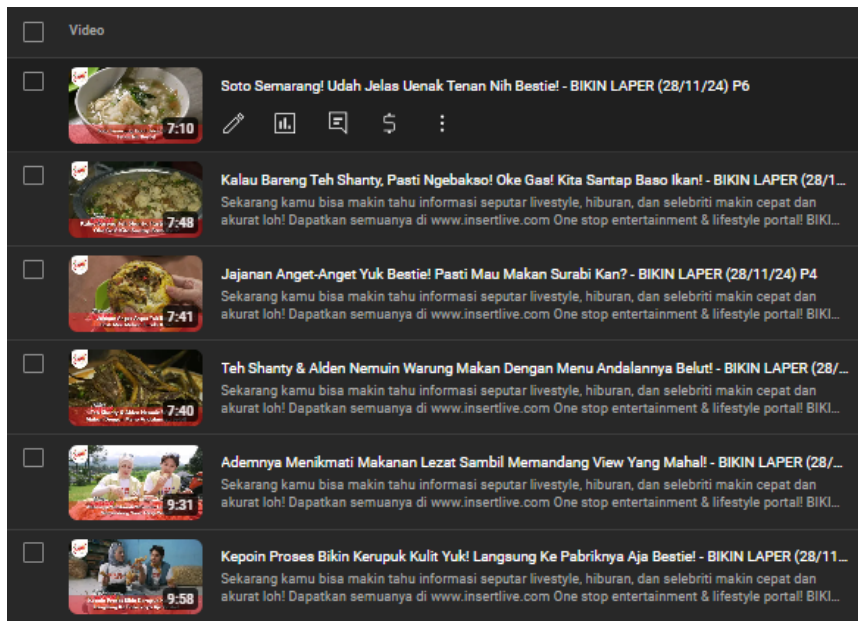 Video
Soto Semarang! Udah Jelas Uenak Tenan Nih Bestie! - BIKIN LAPER (28/11/24) P6
7:10
Kalau Bareng Teh Shanty, Pasti Ngebakso! Oke Gas! Kita Santap Baso Ikan! - BIKIN LAPER (28/1...
Sekarang kamu bisa makin tahu informasi seputar livestyle, hiburan, dan selebriti makin cepat dan
akurat loh! Dapatkan semuanya di www.insertlive.com One stop entertainment & lifestyle portal! BIKI...
7:48
Jajanan Anget-Anget Yuk Bestie! Pasti Mau Makan Surabi Kan? - BIKIN LAPER (28/11/24) P4
Sekarang kamu bisa makin tahu informasi seputar livestyle, hiburan, dan selebriti makin cepat dan
akurat loh! Dapatkan semuanya di www.insertlive.com One stop entertainment & lifestyle portal! BIKI...
7:41
Teh Shanty & Alden Nemuin Warung Makan Dengan Menu Andalannya Belut! - BIKIN LAPER (28/...
Sekarang kamu bisa makin tahu informasi seputar livestyle, hiburan, dan selebriti makin cepat dan
akurat loh! Dapatkan semuanya di www.insertlive.com One stop entertainment & lifestyle portal! BIKI...
7:40
Ademnya Menikmati Makanan Lezat Sambil Memandang View Yang Mahal! - BIKIN LAPER (28/...
Sekarang kamu bisa makin tahu informasi seputar livestyle, hiburan, dan selebriti makin cepat dan
akurat loh! Dapatkan semuanya di www.insertlive.com One stop entertainment & lifestyle portal! BIKI...
9:31
Kepoin Proses Bikin Kerupuk Kulit Yuk! Langsung Ke Pabriknya Aja Bestie! - BIKIN LAPER (28/11...
Sekarang kamu bisa makin tahu informasi seputar livestyle, hiburan, dan selebriti makin cepat dan
akurat loh! Dapatkan semuanya di www.insertlive.com One stop entertainment & lifestyle portal! BIKI...
9:58